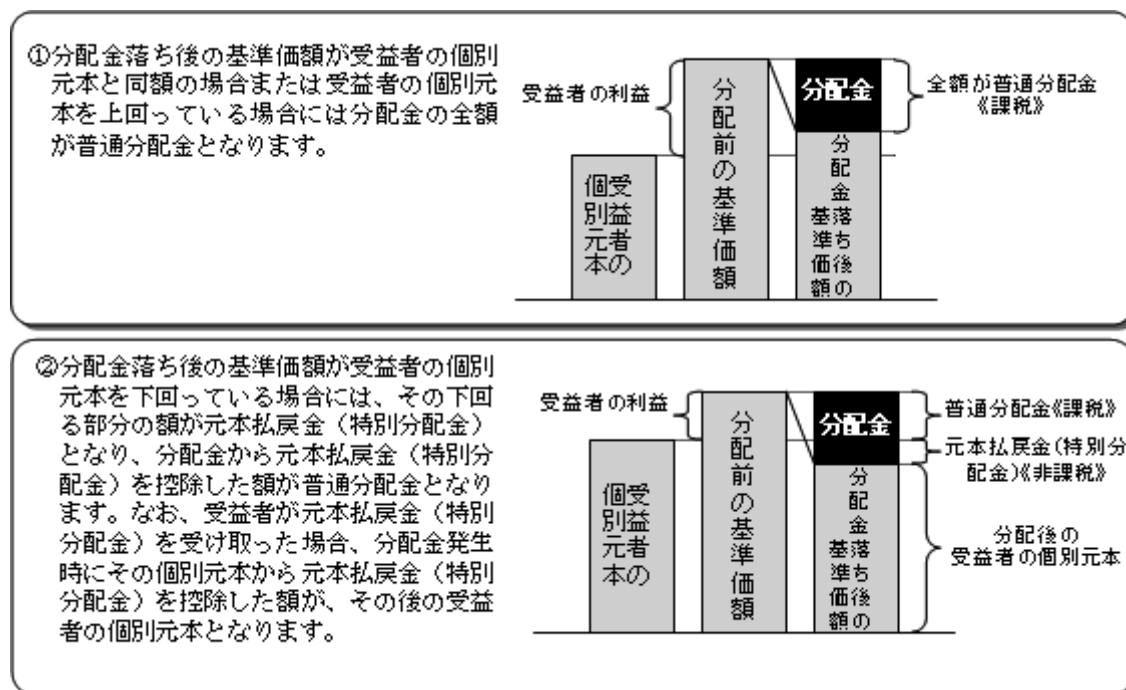 ①分配金落ち後の基準価額が受益者の個別
元本と同額の場合または受益者の個別元
本を上回っている場合には分配金の全額
が普通分配金となります。
受益者の利益
受益者の
個別元本
分配前の基準価額
分配金
分配金落ち後の
基準価額
全額が普通分配金
《課税》
②分配金落ち後の基準価額が受益者の個別
元本を下回っている場合には、その下回
る部分の額が元本払戻金（特別分配金）
となり、分配金から元本払戻金（特別分
配金）を控除した額が普通分配金となり
ます。なお、受益者が元本払戻金（特別
分配金）を受け取った場合、分配金発生
時にその個別元本から元本払戻金（特別
分配金）を控除した額が、その後の受益
者の個別元本となります。
受益者の利益
受益者の
個別元本
分配前の基準価額
分配金
分配金落ち後の
基準価額
普通分配金《課税》
元本払戻金(特別分
配金)《非課税》
分配後の
受益者の個別元本